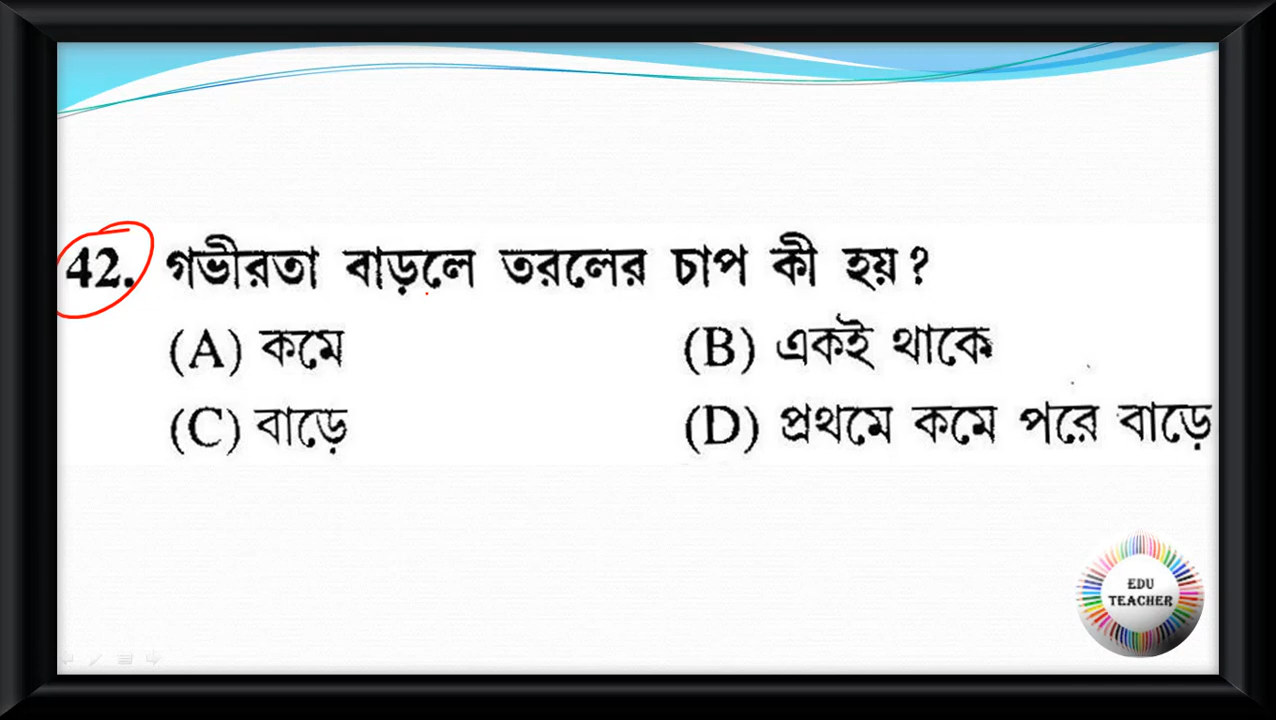 42. গভীরতা বাড়লে তরলের চাপ কী হয়?
(A) কমে (B) একই থাকে
(C) বাড়ে (D) প্রথমে কমে পরে বাড়ে
EDU
TEACHER